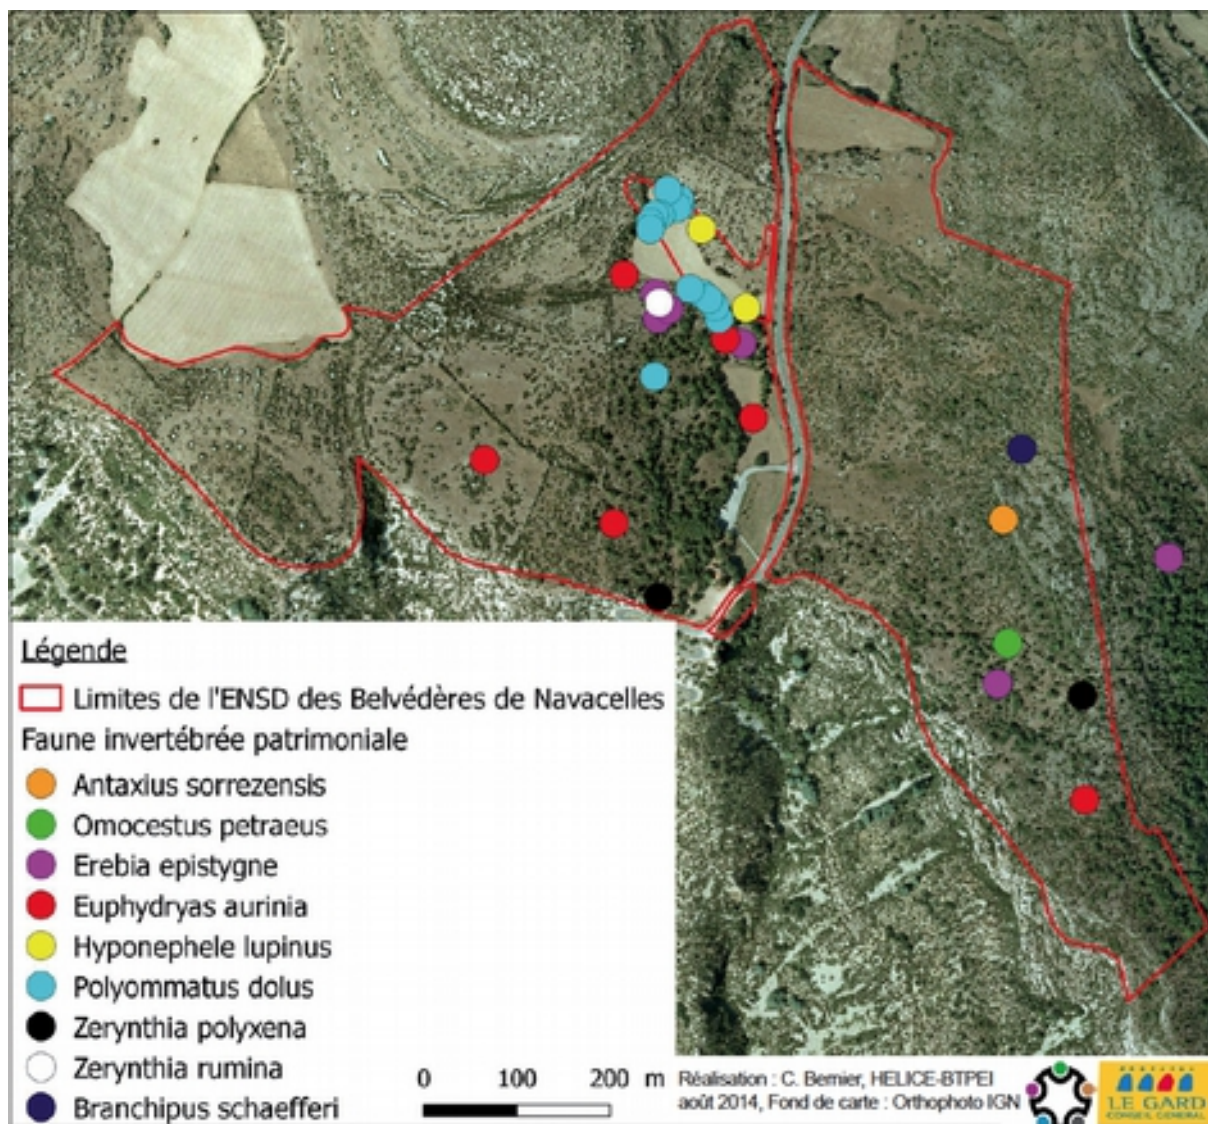 Légende
Limites de l'ENSD des Belvédères de Navacelles
Faune invertébrée patrimoniale
Antaxius sorrezensis
Omocestus petraeus
Erebia epistygne
Euphydryas aurinia
Hyponephele lupinus
Polyommatus dolus
Zerynthia polyxena
Zerynthia rumina
Branchipus schaefferi
0 100 200 m
Réalisation : C. Bernier, HELICE-BTPEI
août 2014, Fond de carte : Orthophoto IGN
LE GARD
CONSEIL GENERAL